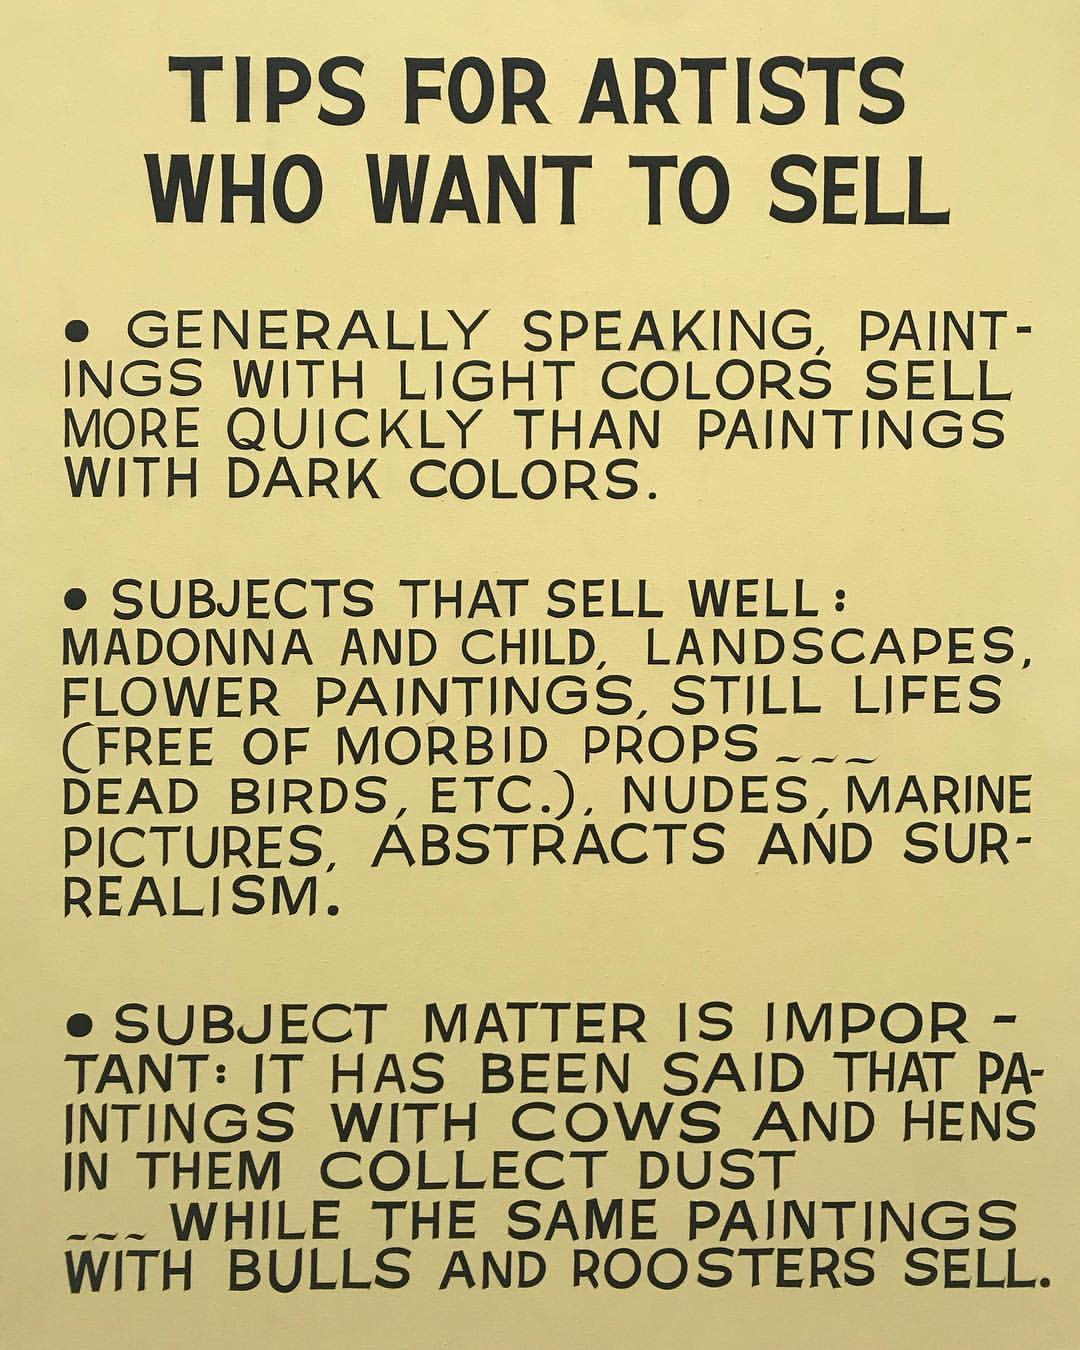 TIPS FOR ARTISTS
WHO WANT TO SELL
• GENERALLY SPEAKING, PAINT-
INGS WITH LIGHT COLORS SELL
MORE QUICKLY THAN PAINTINGS
WITH DARK COLORS.
• SUBJECTS THAT SELL WELL:
MADONNA AND CHILD, LANDSCAPES,
FLOWER PAINTINGS, STILL LIFES
(FREE OF MORBID PROPS ~~~
DEAD BIRDS, ETC.), NUDES, MARINE
PICTURES, ABSTRACTS AND SUR-
REALISM.
• SUBJECT MATTER IS IMPOR-
TANT: IT HAS BEEN SAID THAT PA-
INTINGS WITH COWS AND HENS
IN THEM COLLECT DUST
~~~ WHILE THE SAME PAINTINGS
WITH BULLS AND ROOSTERS SELL.